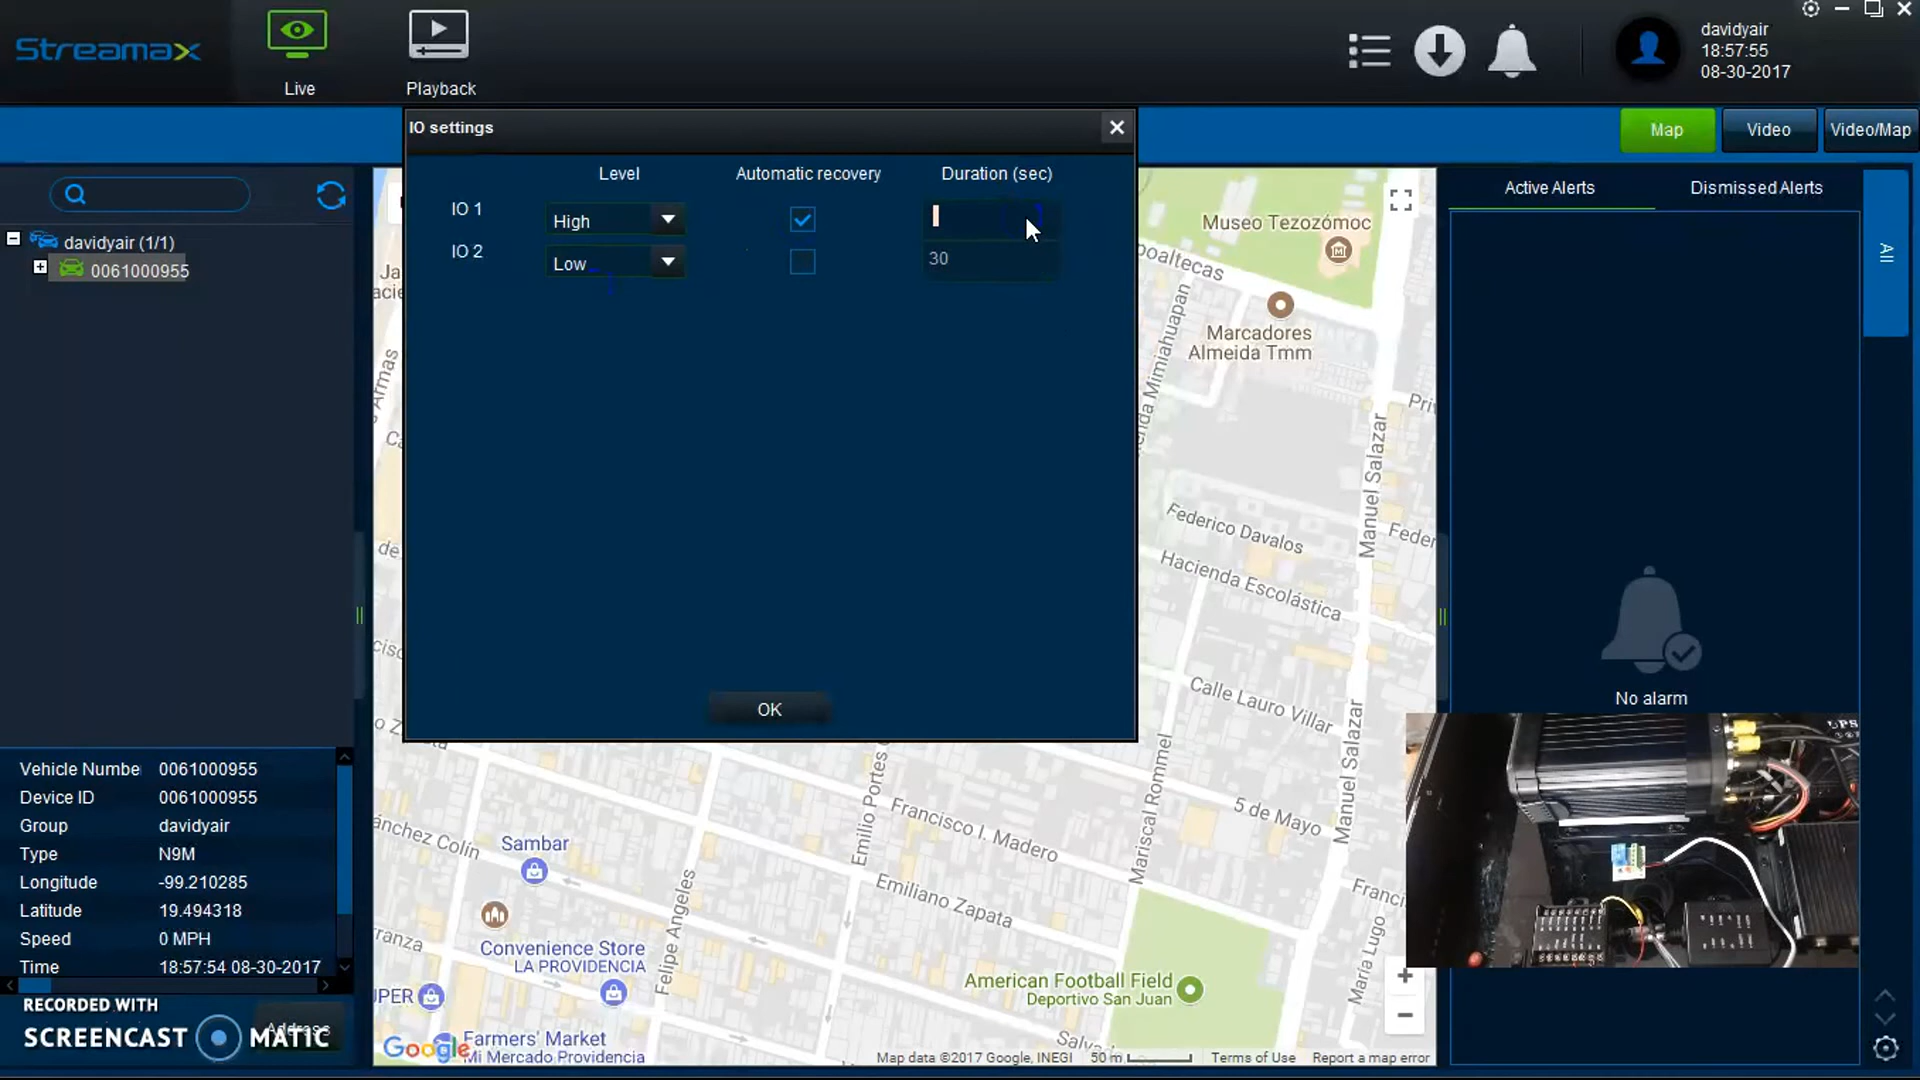 Streamax
Live
Playback
davidyair
18:57:55
08-30-2017
IO settings
Map
Video
Video/Map
Level
Automatic recovery
Duration (sec)
IO 1
High
IO 2
Low
30
OK
davidyair (1/1)
0061000955
Active Alerts
Dismissed Alerts
All
No alarm
Vehicle Numbe
0061000955
Device ID
0061000955
Group
davidyair
Type
N9M
Longitude
-99.210285
Latitude
19.494318
Speed
0 MPH
Time
18:57:54 08-30-2017
Address
RECORDED WITH
SCREENCAST MATIC
Museo Tezozómoc
Marcadores
Almeida Tmm
Manuel Salazar
Federico Davalos
Hacienda Escolástica
Calle Lauro Villar
Manuel Salazar
5 de Mayo
Mariscal Rommel
Francisco I. Madero
Emiliano Zapata
Felipe Angeles
Sambar
Convenience Store
LA PROVIDENCIA
American Football Field
Deportivo San Juan
María Lugo
Farmers' Market
Mi Mercado Providencia
Google
Map data ©2017 Google, INEGI
50 m
Terms of Use
Report a map error